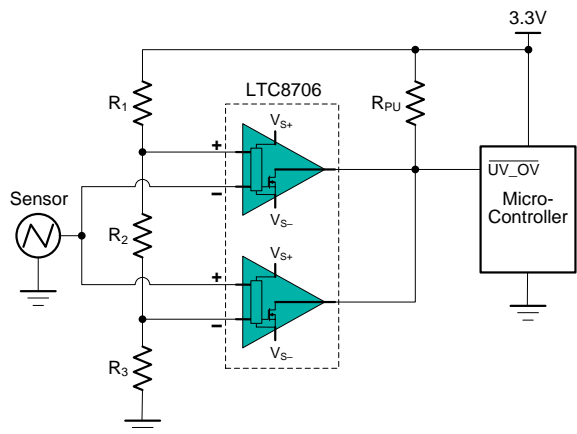 3.3V
LTC8706
R1
RPU
VS+
+
UV_OV
–
Micro-
Controller
Sensor
VS–
R2
VS+
+
–
VS–
R3